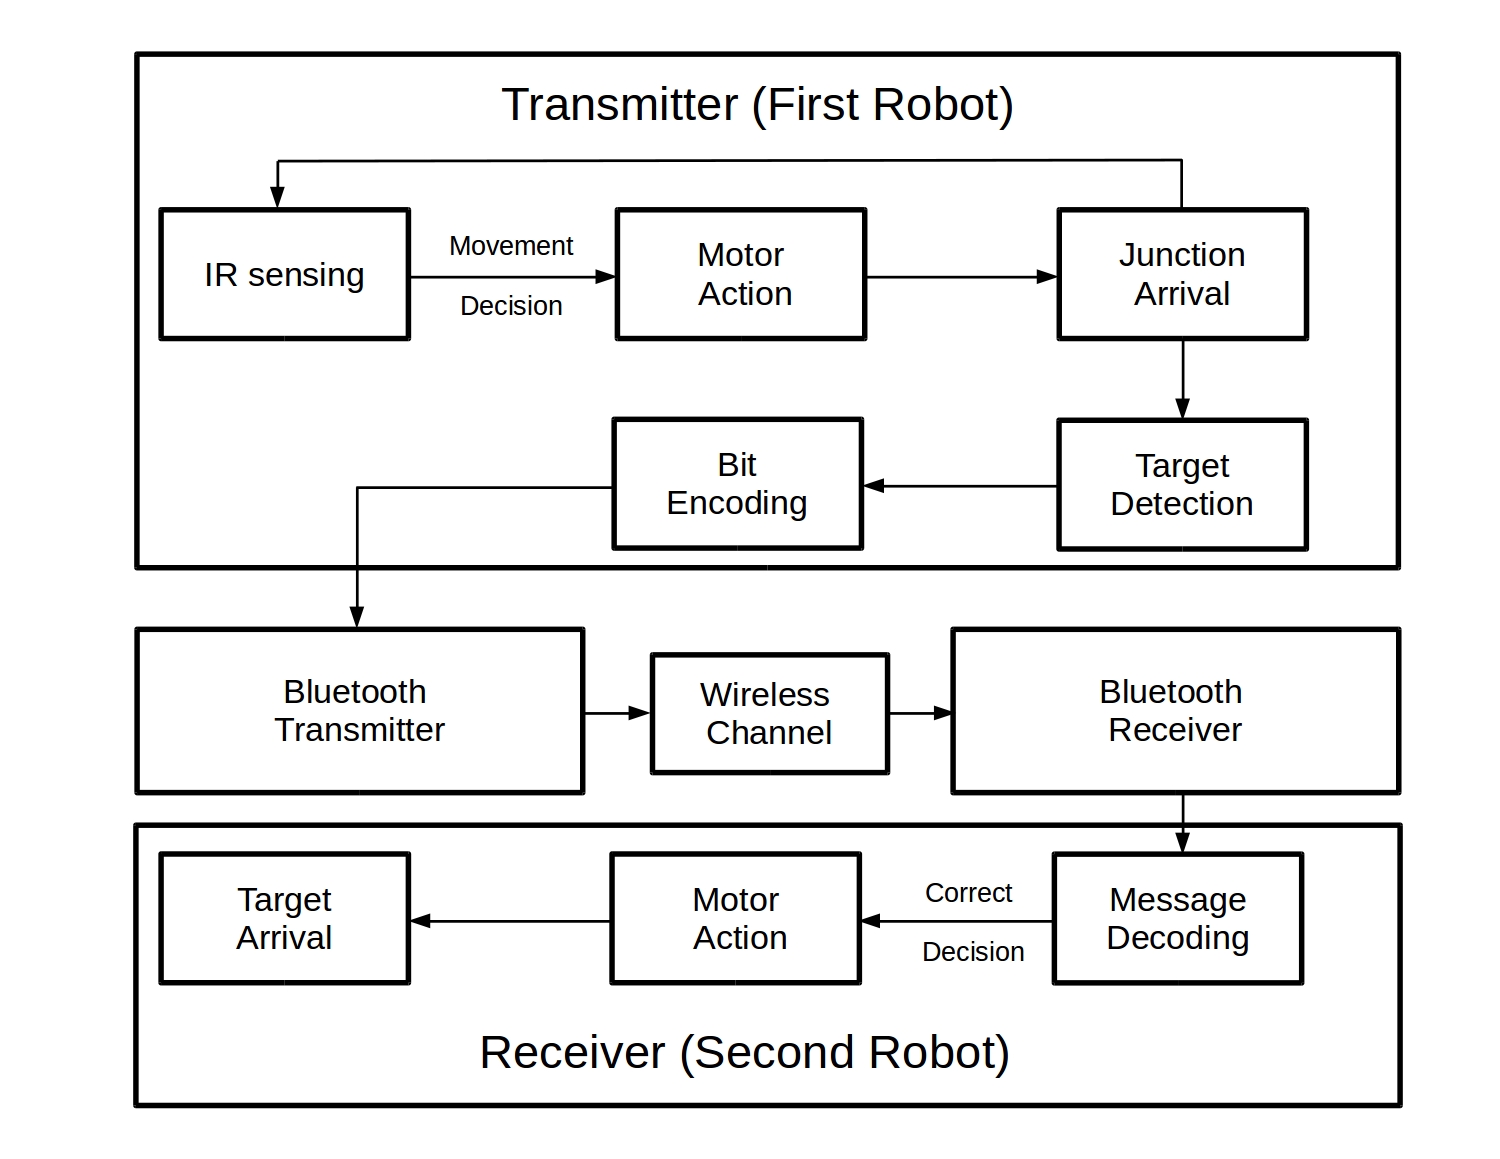 Transmitter (First Robot)
IR sensing
Movement
Decision
Motor
Action
Junction
Arrival
Bit
Encoding
Target
Detection
Bluetooth
Transmitter
Wireless
Channel
Bluetooth
Receiver
Target
Arrival
Motor
Action
Correct
Decision
Message
Decoding
Receiver (Second Robot)